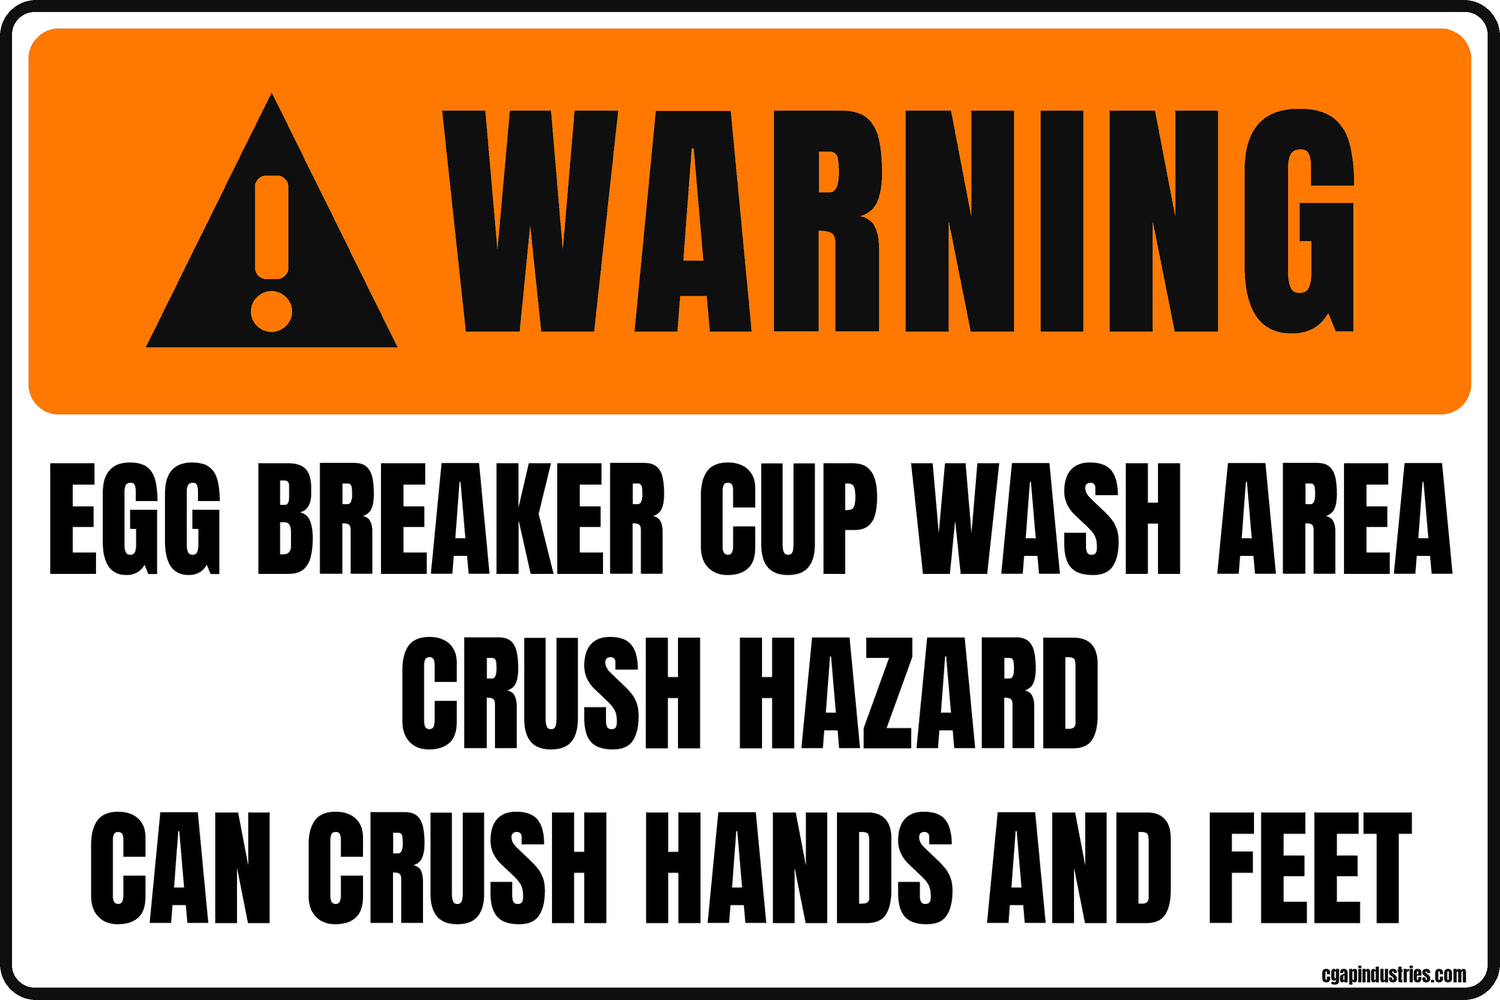 WARNING
EGG BREAKER CUP WASH AREA
CRUSH HAZARD
CAN CRUSH HANDS AND FEET
cgapindustries.com